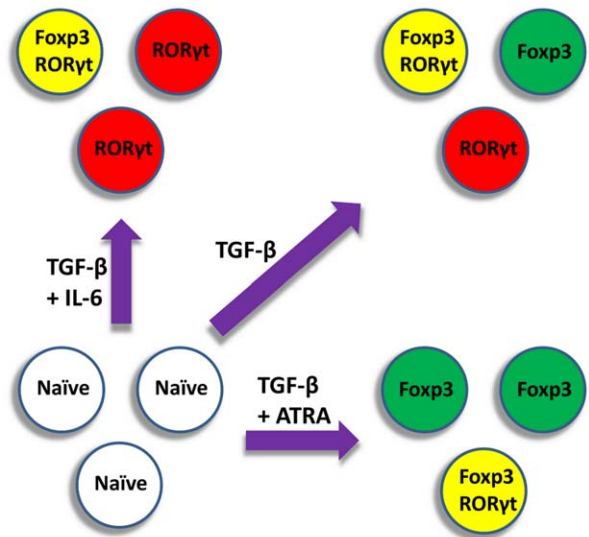 Foxp3
RORγt
RORγt
RORγt
Foxp3
RORγt
Foxp3
RORγt
TGF-β
+ IL-6
TGF-β
Naïve
Naïve
Naïve
TGF-β
+ ATRA
Foxp3
Foxp3
Foxp3
RORγt